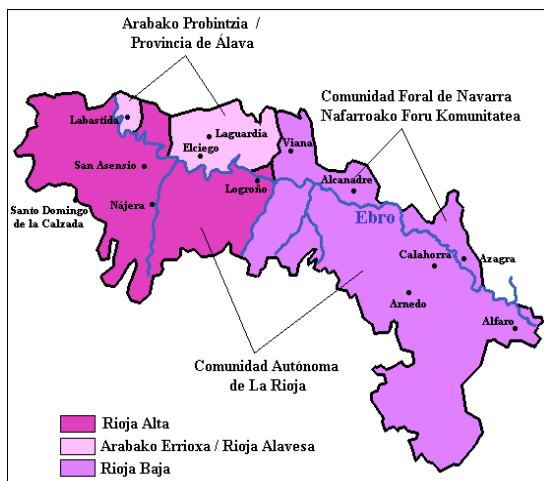 Arabako Probintzia /
Provincia de Álava
Comunidad Foral de Navarra
Nafarroako Foru Komunitatea
Labastida
Laguardia
Elciego
Viana
San Asensio
Alcanadre
Logroño
Nájera
Santo Domingo
de la Calzada
Ebro
Calahorra
Azagra
Arnedo
Alfaro
Comunidad Autónoma
de La Rioja
Rioja Alta
Arabako Errioxa / Rioja Alavesa
Rioja Baja